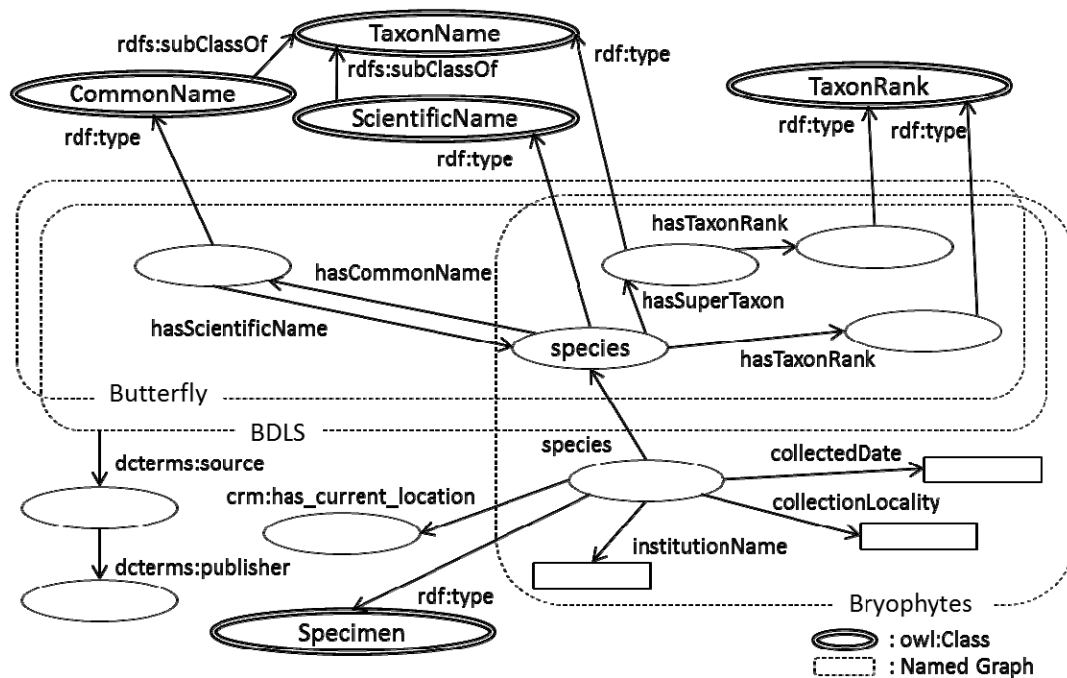 TaxonName
rdfs:subClassOf
rdf:type
rdfs:subClassOf
CommonName
TaxonRank
ScientificName
rdf:type
rdf:type
rdf:type
rdf:type
hasTaxonRank
hasCommonName
hasSuperTaxon
hasScientificName
species
hasTaxonRank
Butterfly
BDLS
species
collectedDate
dcterms:source
crm:has_current_location
collectionLocality
institutionName
dcterms:publisher
rdf:type
Bryophytes
Specimen
: owl:Class
: Named Graph